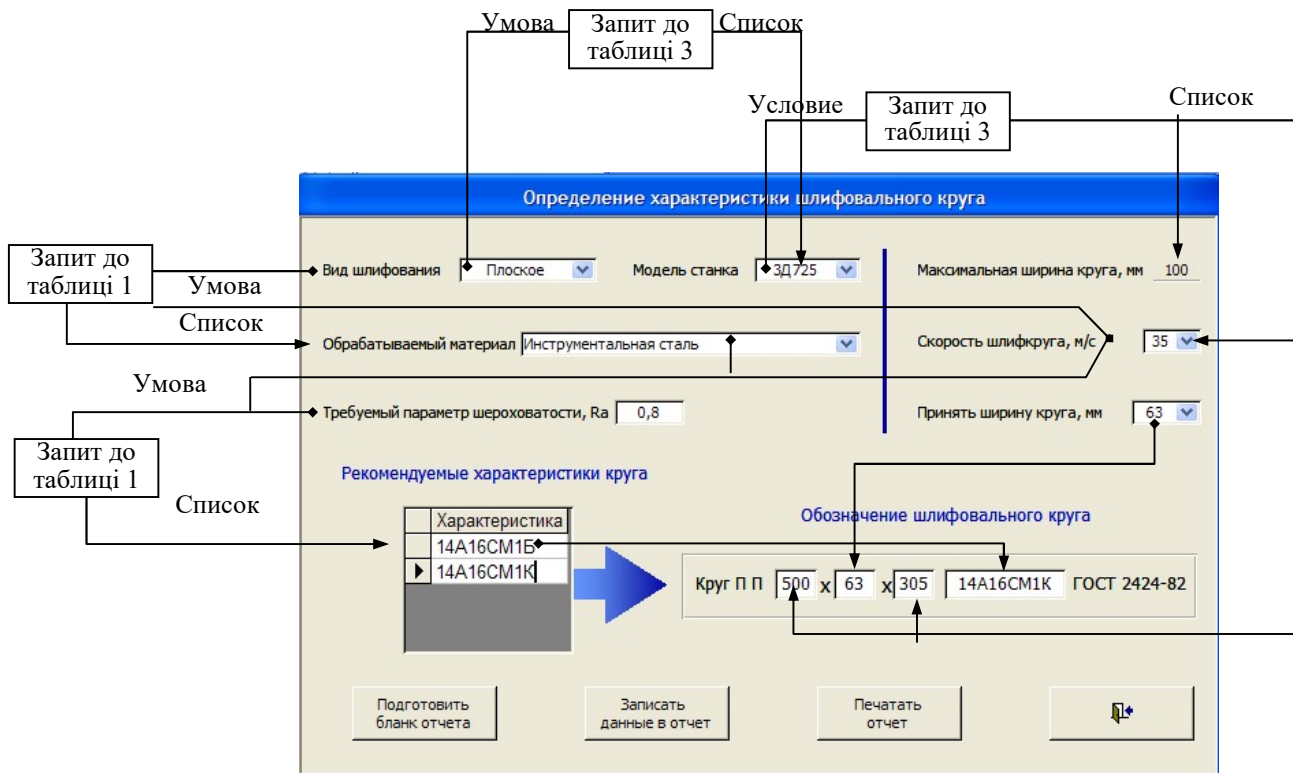 Умова
Запит до
таблиці 3
Список
Условие
Запит до
таблиці 3
Список
Определение характеристики шлифовального круга
Запит до
таблиці 1
Умова
Список
Вид шлифования Плоское
Модель станка 3Д725
Максимальная ширина круга, мм 100
Обрабатываемый материал Инструментальная сталь
Скорость шлифкруга, м/с 35
Умова
Требуемый параметр шероховатости, Ra 0,8
Принять ширину круга, мм 63
Запит до
таблиці 1
Список
Рекомендуемые характеристики круга
Характеристика
14А16СМ1Б
14А16СМ1К
Обозначение шлифовального круга
Круг П П 500 x 63 x 305 14А16СМ1К ГОСТ 2424-82
Подготовить
бланк отчета
Записать
данные в отчет
Печатать
отчет